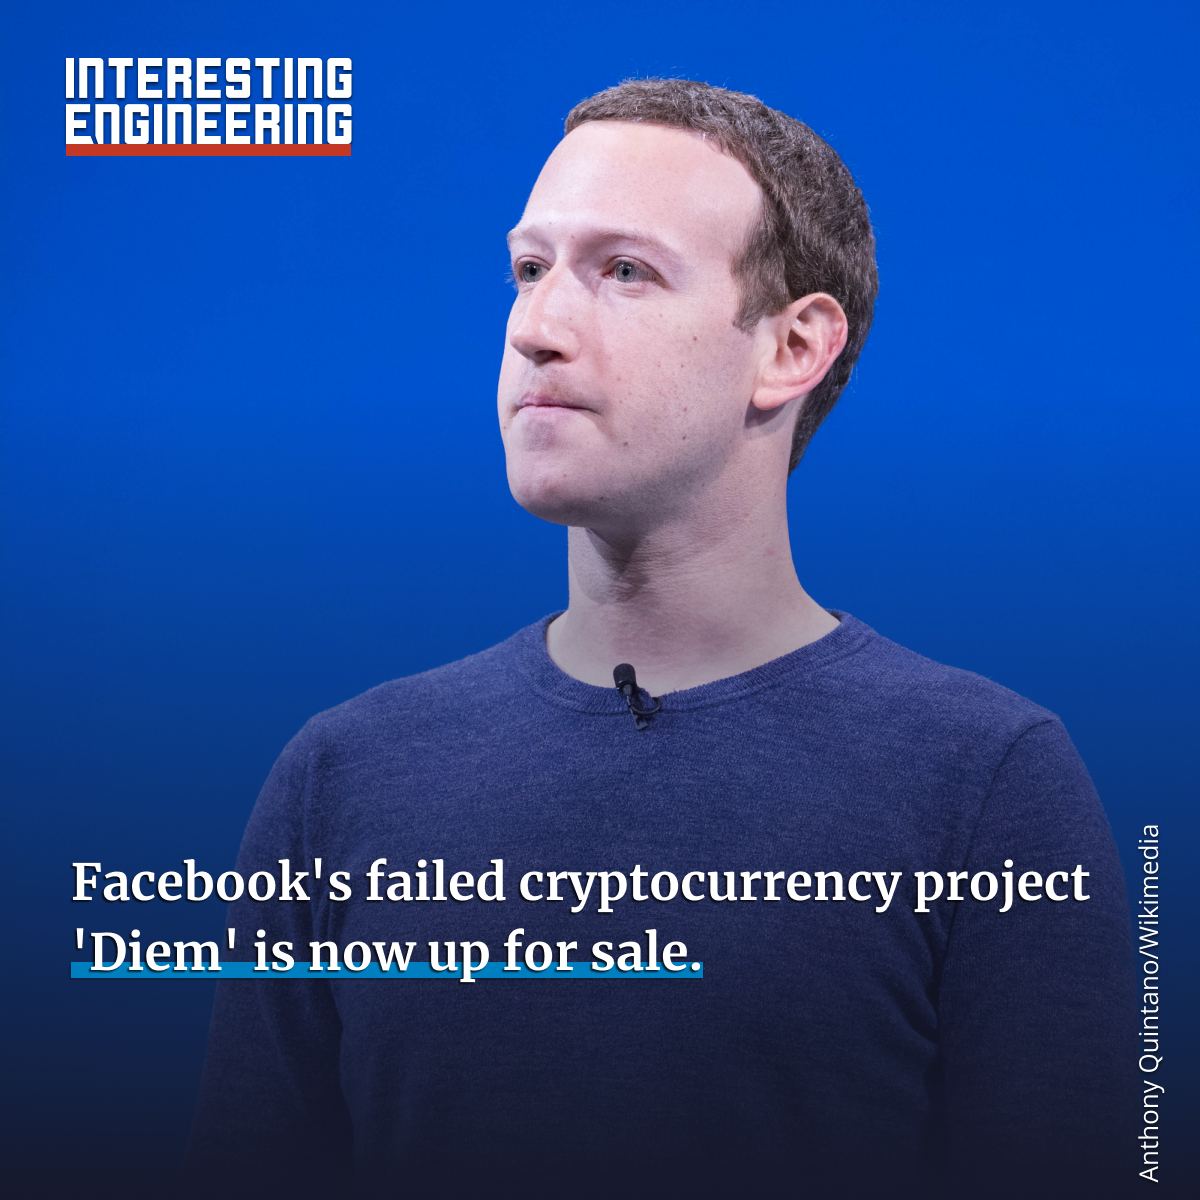 INTERESTING
ENGINEERING
Facebook's failed cryptocurrency project
'Diem' is now up for sale.
Anthony Quintano/Wikimedia